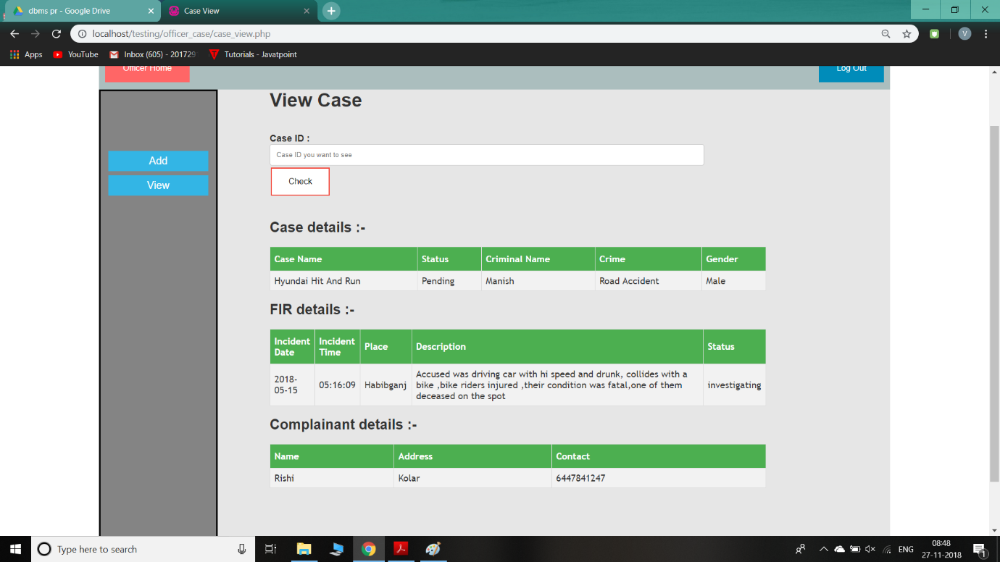 dbms pr - Google Drive
Case View
localhost/testing/officer_case/case_view.php
V
Apps
YouTube
Inbox (605) - 201729
Tutorials - Javatpoint
Officer Home
Log Out
View Case
Case ID :
Case ID you want to see
Check
Add
View
Case details :-
Case Name Status Criminal Name Crime Gender
Hyundai Hit And Run Pending Manish Road Accident Male
FIR details :-
Incident Date Incident Time Place Description Status
2018-05-15 05:16:09 Habibganj Accused was driving car with hi speed and drunk, collides with a
bike ,bike riders injured ,their condition was fatal,one of them
deceased on the spot
investigating
Complainant details :-
Name Address Contact
Rishi Kolar 6447841247
Type here to search
ENG
08:48
27-11-2018
1